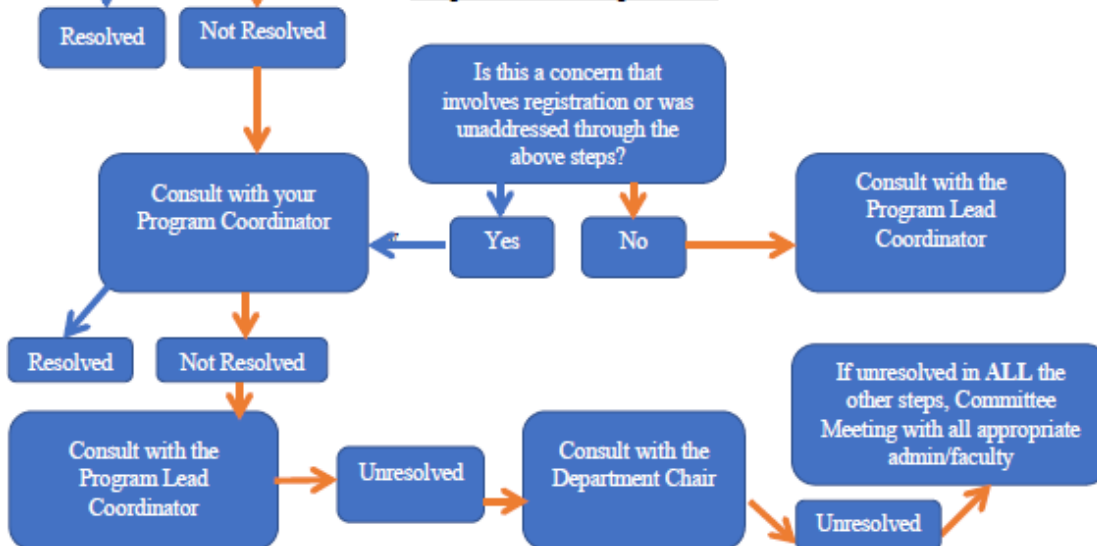 Resolved
Not Resolved
Is this a concern that
involves registration or was
unaddressed through the
above steps?
Consult with your
Program Coordinator
Yes
No
Consult with the
Program Lead
Coordinator
Resolved
Not Resolved
Consult with the
Program Lead
Coordinator
Unresolved
Consult with the
Department Chair
Unresolved
If unresolved in ALL the
other steps, Committee
Meeting with all appropriate
admin/faculty